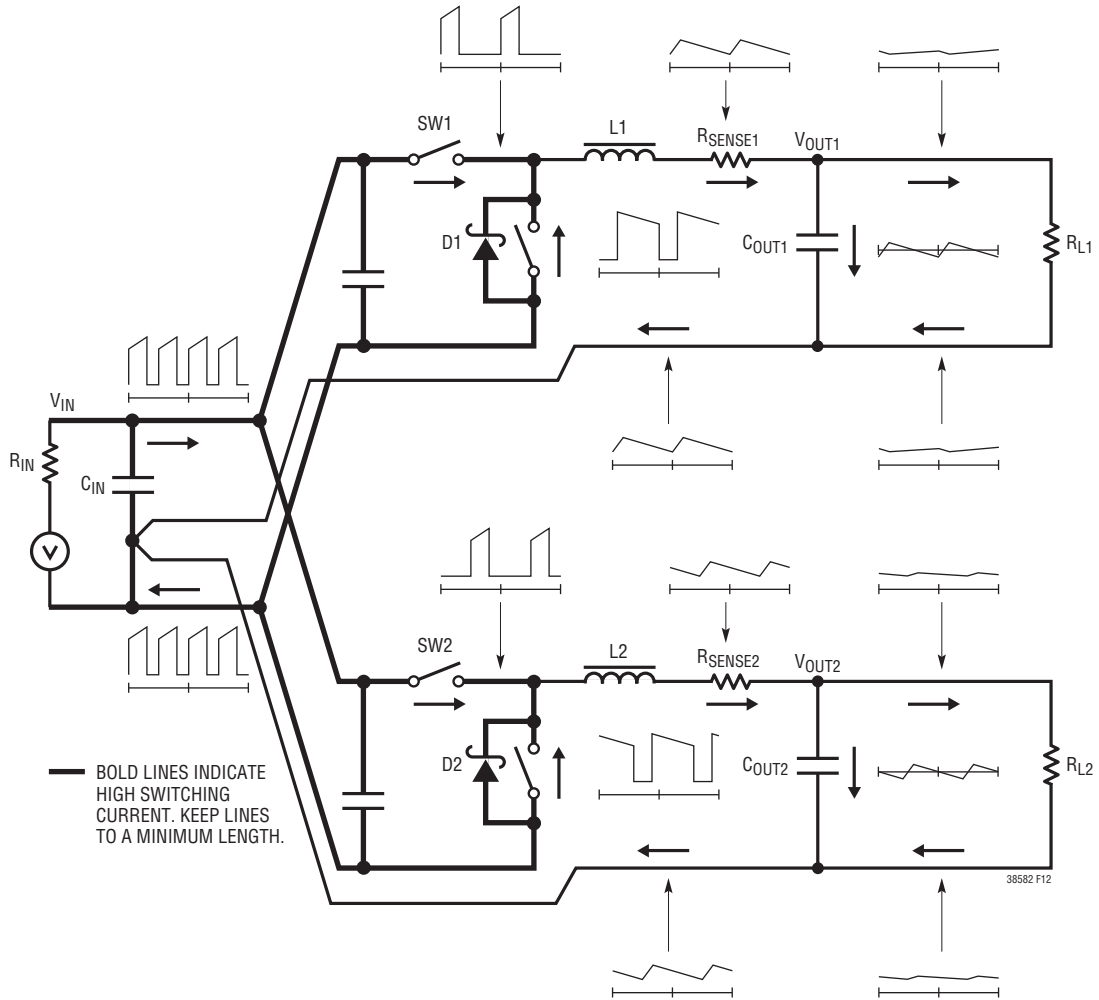 SW1
L1
RSENSE1
VOUT1
D1
COUT1
RL1
VIN
RIN
CIN
V
SW2
L2
RSENSE2
VOUT2
D2
COUT2
RL2
BOLD LINES INDICATE
HIGH SWITCHING
CURRENT. KEEP LINES
TO A MINIMUM LENGTH.
38582 F12